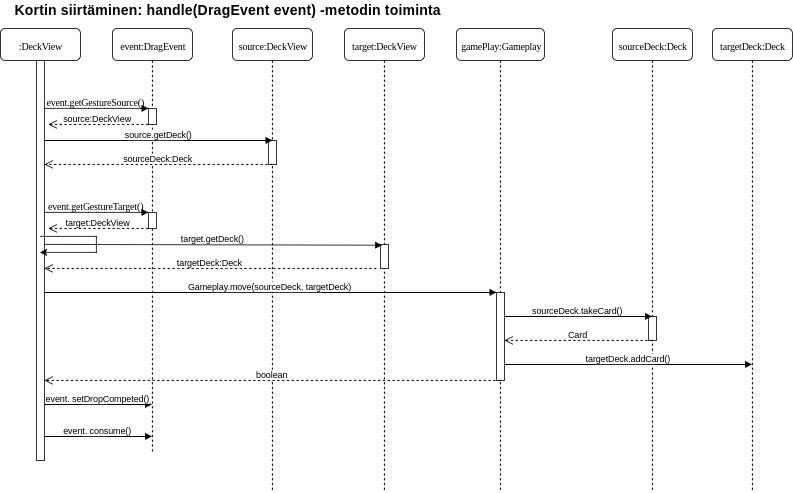 Kortin siirtäminen: handle(DragEvent event) -metodin toiminta
:DeckView
event:DragEvent
source:DeckView
target:DeckView
gamePlay:Gameplay
sourceDeck:Deck
targetDeck:Deck
event.getGestureSource()
source:DeckView
source.getDeck()
sourceDeck:Deck
event.getGestureTarget()
target:DeckView
target.getDeck()
targetDeck:Deck
Gameplay.move(sourceDeck, targetDeck)
sourceDeck.takeCard()
Card
targetDeck.addCard()
boolean
event. setDropCompeted()
event. consume()